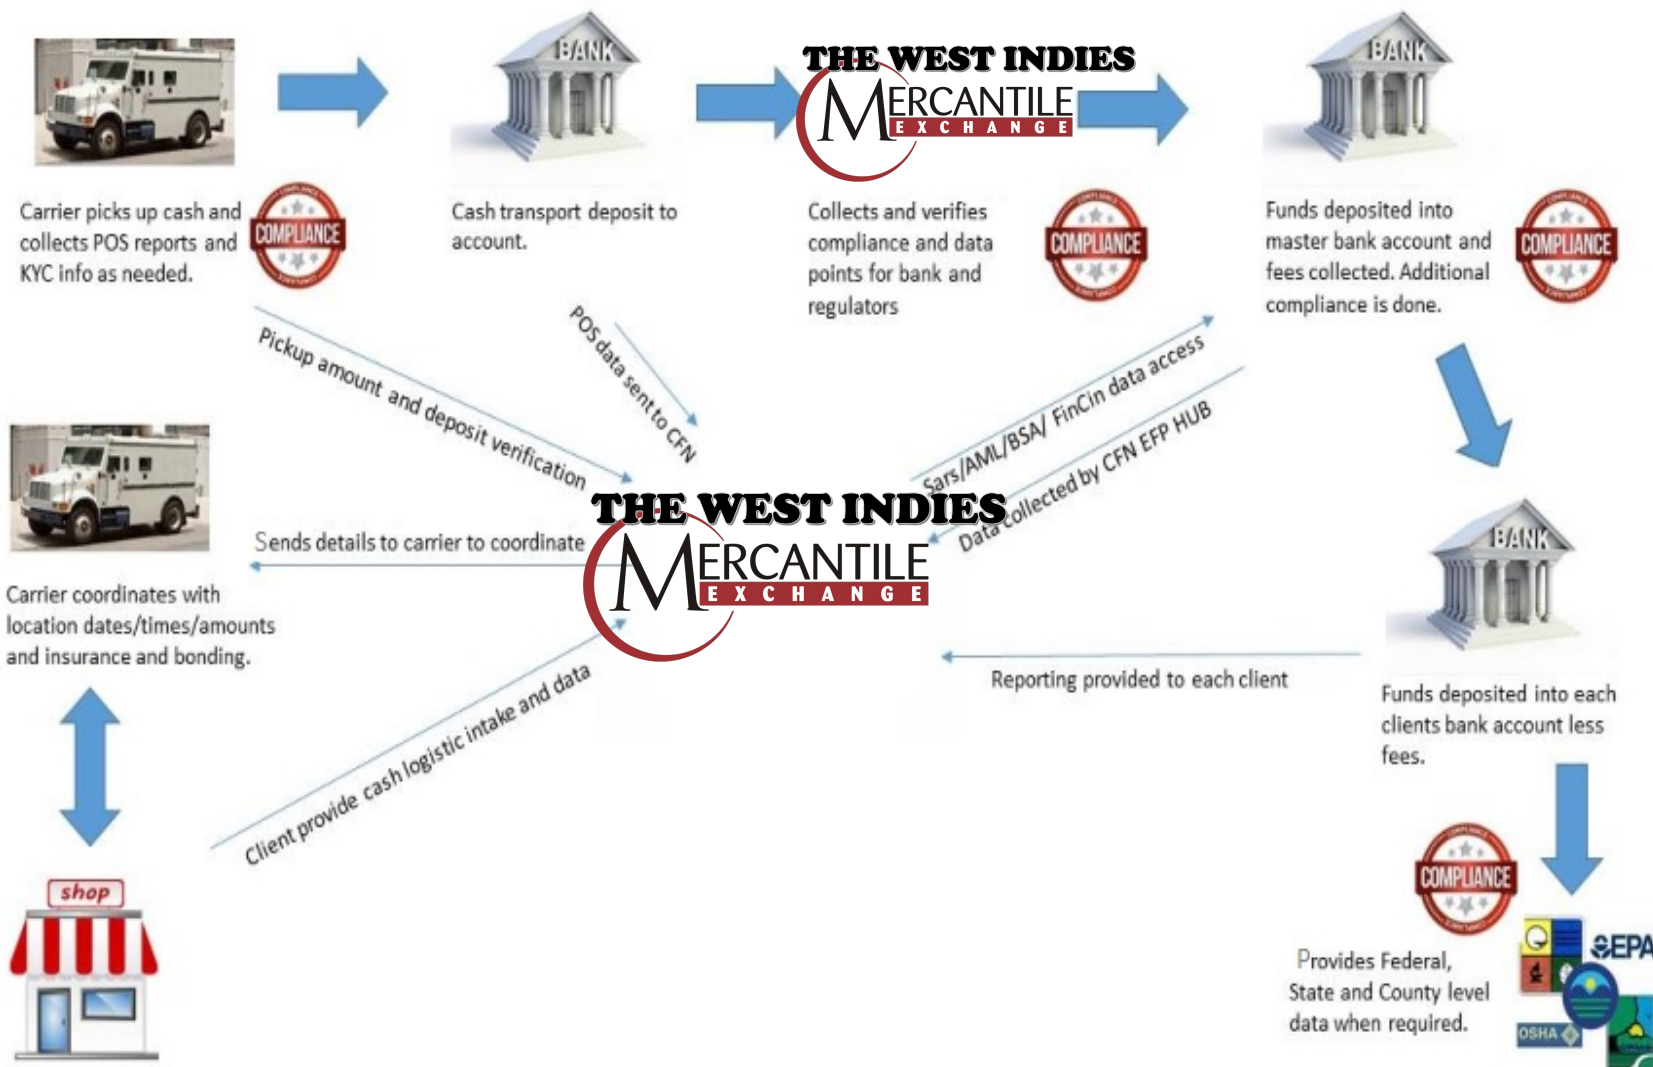 BANK
THE WEST INDIES
MERCANTILE
EXCHANGE
BANK
Carrier picks up cash and
collects POS reports and
KYC info as needed.
COMPLIANCE
COMPLIANCE
Cash transport deposit to
account.
Collects and verifies
compliance and data
points for bank and
regulators
COMPLIANCE
COMPLIANCE
Funds deposited into
master bank account and
fees collected. Additional
compliance is done.
COMPLIANCE
COMPLIANCE
Pickup amount and deposit verification
POS data sent to CFN
Sars/AML/BSA/ FinCin data access
Data collected by CFN EFP HUB
THE WEST INDIES
MERCANTILE
EXCHANGE
Sends details to carrier to coordinate
BANK
Carrier coordinates with
location dates/times/amounts
and insurance and bonding.
Client provide cash logistic intake and data
Reporting provided to each client
Funds deposited into each
clients bank account less
fees.
shop
COMPLIANCE
COMPLIANCE
Provides Federal,
State and County level
data when required.
EPA
OSHA